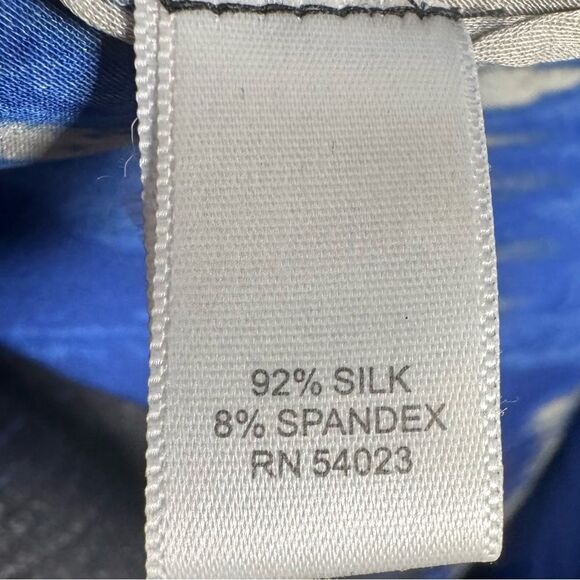 92% SILK
8% SPANDEX
RN 54023